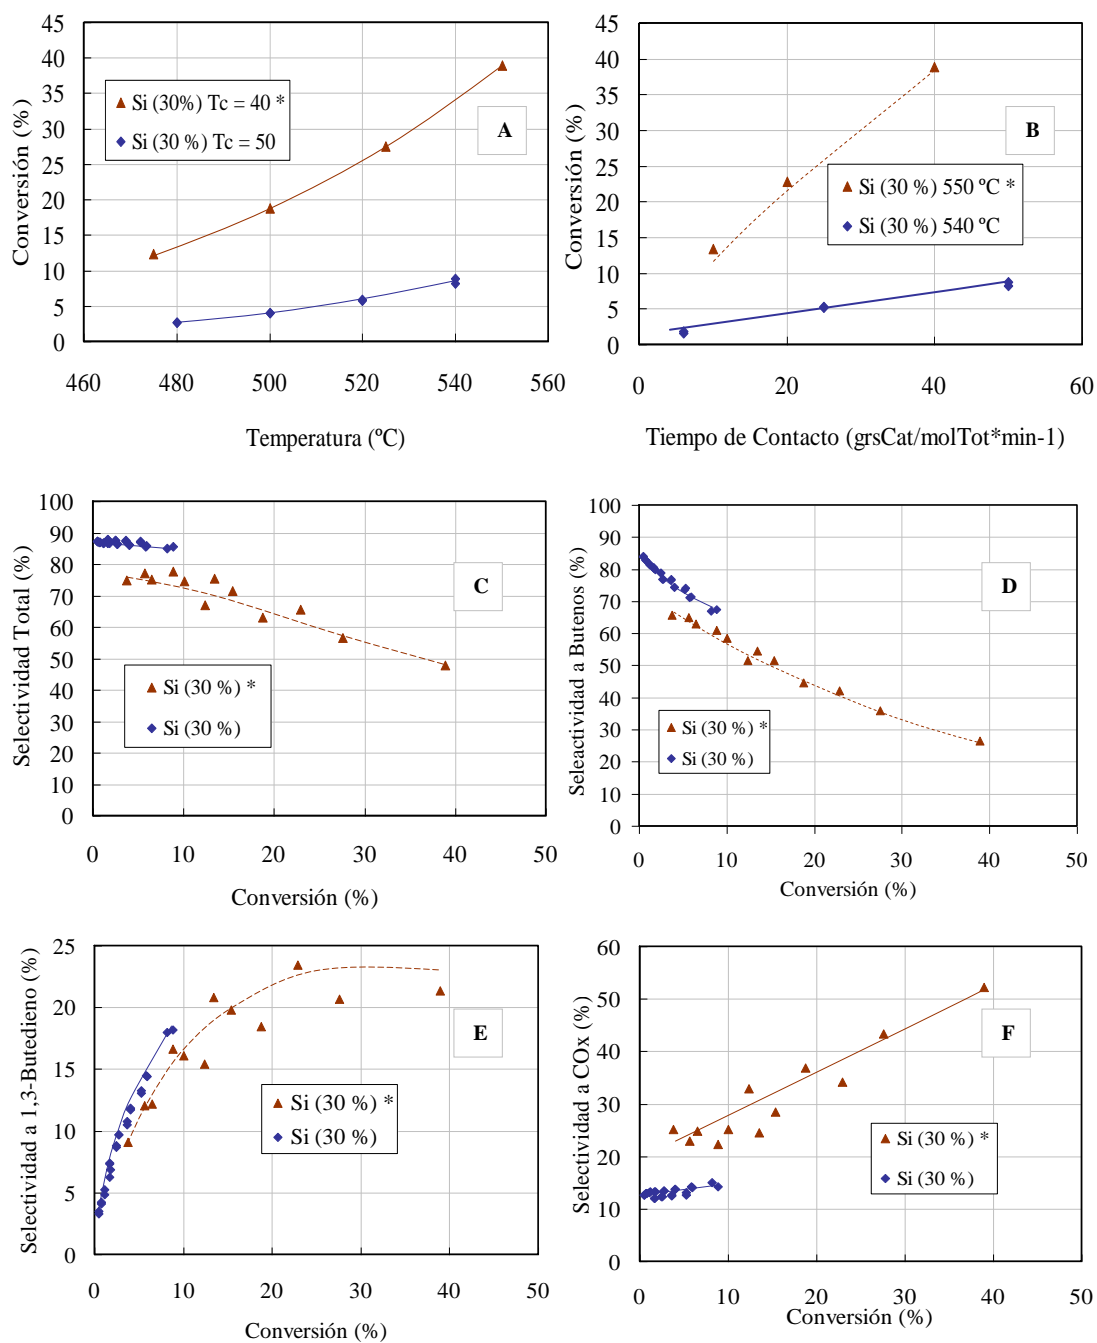 Conversión (%)
45
40
35
30
25
20
15
10
5
0
Si (30%) Tc = 40 *
Si (30 %) Tc = 50
A
460 480 500 520 540 560
Temperatura (ºC)
Conversión (%)
45
40
35
30
25
20
15
10
5
0
B
Si (30 %) 550 ºC *
Si (30 %) 540 ºC
0 20 40 60
Tiempo de Contacto (grsCat/molTot*min-1)
Selectividad Total (%)
100
90
80
70
60
50
40
30
20
10
0
C
Si (30 %) *
Si (30 %)
0 10 20 30 40 50
Conversión (%)
Seleactividad a Butenos (%)
100
90
80
70
60
50
40
30
20
10
0
D
Si (30 %) *
Si (30 %)
0 10 20 30 40 50
Conversión (%)
Selectividad a 1,3-Butedieno (%)
25
20
15
10
5
0
E
Si (30 %) *
Si (30 %)
0 10 20 30 40 50
Conversión (%)
Selectividad a COx (%)
60
50
40
30
20
10
0
F
Si (30 %) *
Si (30 %)
0 10 20 30 40 50
Conversión (%)